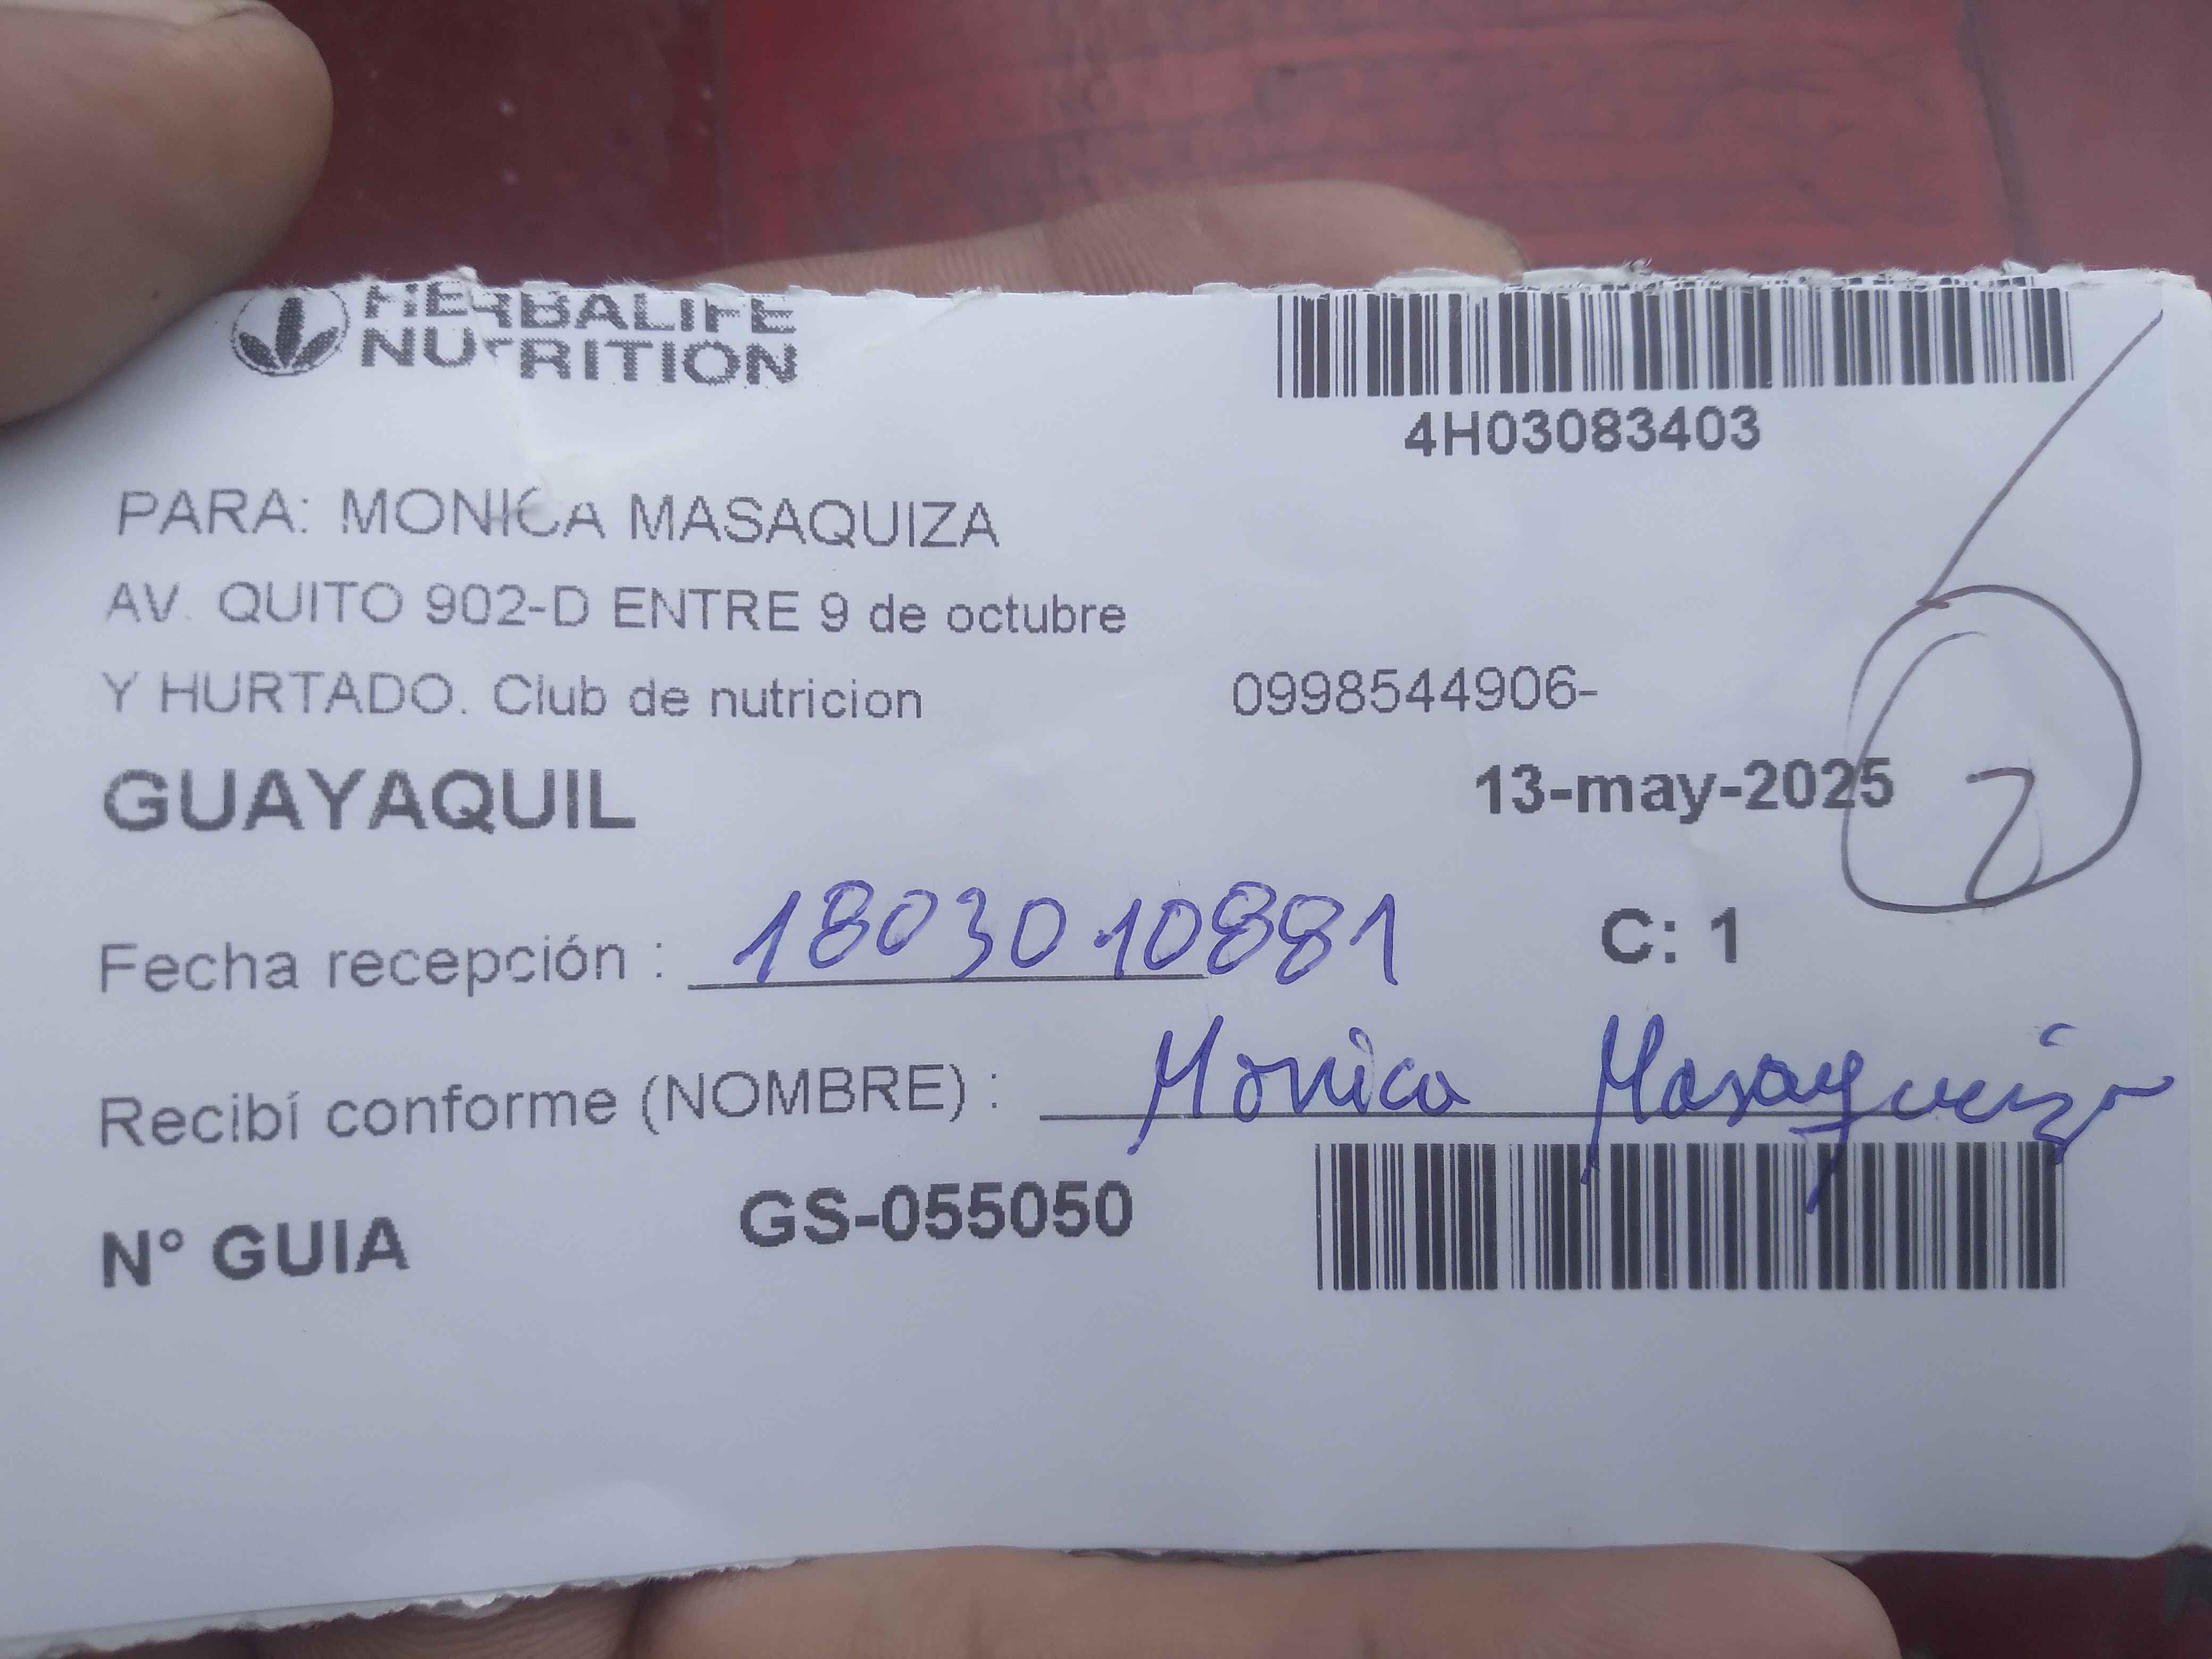 HERBALIFE
NUTRITION
4H03083403
PARA: MONICA MASAQUIZA
AV. QUITO 902-D ENTRE 9 de octubre
Y HURTADO. Club de nutricion 0998544906-
GUAYAQUIL 13-may-2025
Fecha recepción : 1803010881 C: 1
Recibí conforme (NOMBRE) : Monica Masaquiza
N° GUIA GS-055050